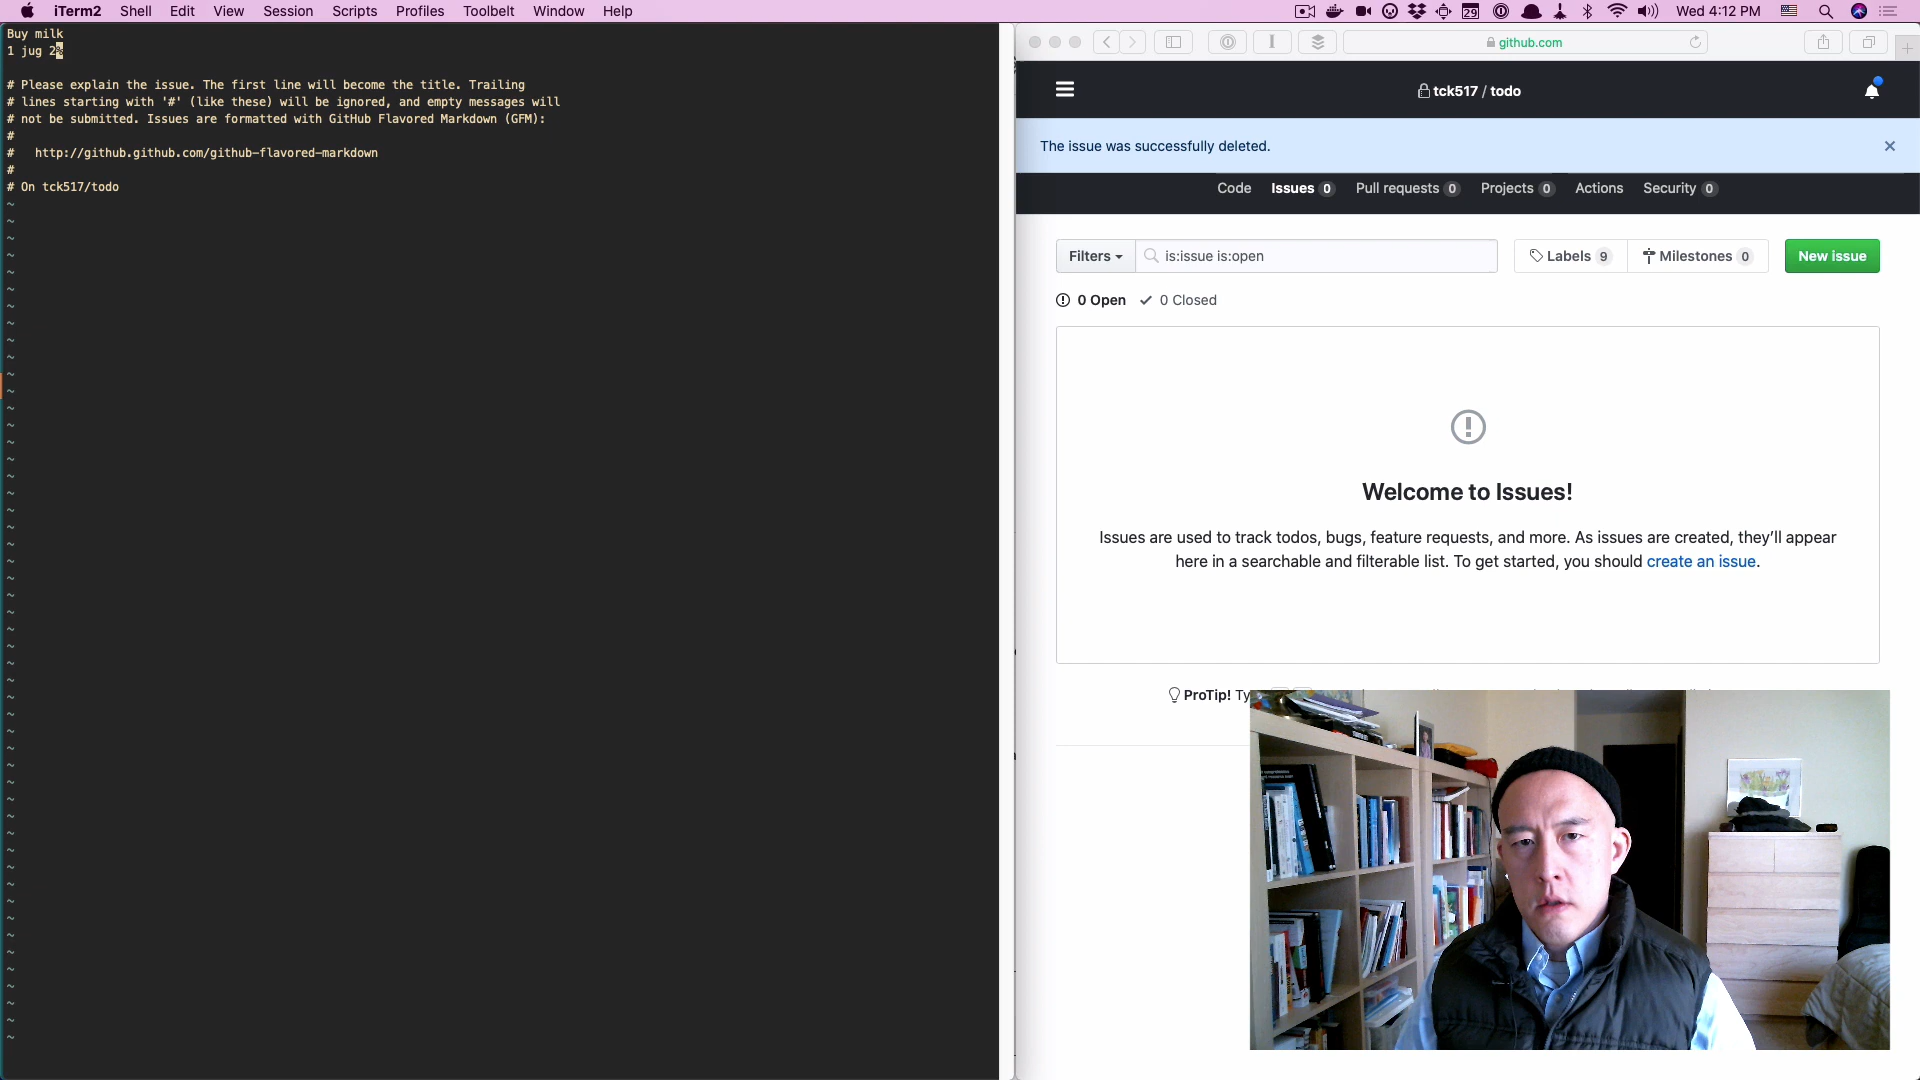 iTerm2 Shell Edit View Session Scripts Profiles Toolbelt Window Help
29 Wed 4:12 PM
Buy milk
1 jug 2%
# Please explain the issue. The first line will become the title. Trailing
# lines starting with '#' (like these) will be ignored, and empty messages will
# not be submitted. Issues are formatted with GitHub Flavored Markdown (GFM):
#
#   http://github.github.com/github-flavored-markdown
#
# On tck517/todo
github.com
tck517 / todo
The issue was successfully deleted.
Code Issues 0 Pull requests 0 Projects 0 Actions Security 0
Filters is:issue is:open Labels 9 Milestones 0 New issue
0 Open 0 Closed
Welcome to Issues!
Issues are used to track todos, bugs, feature requests, and more. As issues are created, they’ll appear
here in a searchable and filterable list. To get started, you should create an issue.
ProTip! Ty